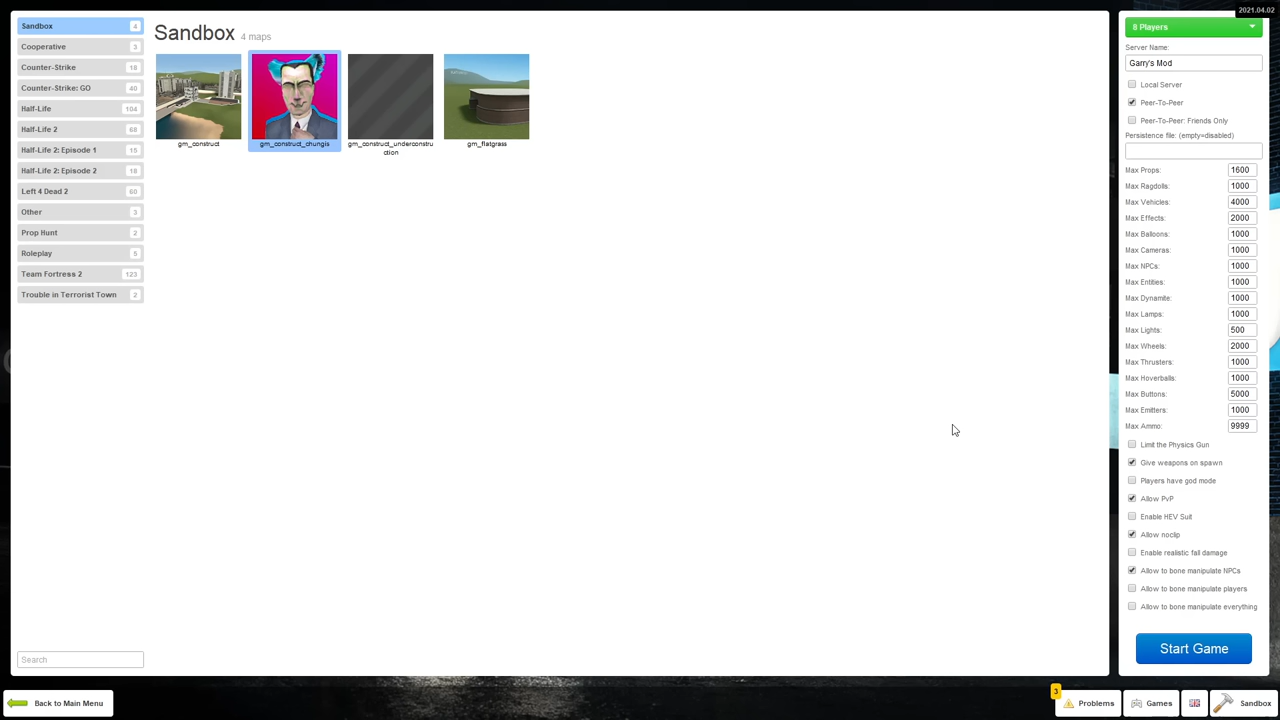 2021.04.02
Sandbox 4
Cooperative 3
Counter-Strike 18
Counter-Strike: GO 40
Half-Life 104
Half-Life 2 68
Half-Life 2: Episode 1 15
Half-Life 2: Episode 2 18
Left 4 Dead 2 60
Other 3
Prop Hunt 2
Roleplay 5
Team Fortress 2 123
Trouble in Terrorist Town 2
Search
Sandbox 4 maps
gm_construct
gm_construct_chungis
gm_construct_underconstru
ction
gm_flatgrass
8 Players
Server Name:
Garry's Mod
Local Server
Peer-To-Peer
Peer-To-Peer: Friends Only
Persistence file: (empty=disabled)
Max Props: 1600
Max Ragdolls: 1000
Max Vehicles: 4000
Max Effects: 2000
Max Balloons: 1000
Max Cameras: 1000
Max NPCs: 1000
Max Entities: 1000
Max Dynamite: 1000
Max Lamps: 1000
Max Lights: 500
Max Wheels: 2000
Max Thrusters: 1000
Max Hoverballs: 1000
Max Buttons: 5000
Max Emitters: 1000
Max Ammo: 9999
Limit the Physics Gun
Give weapons on spawn
Players have god mode
Allow PvP
Enable HEV Suit
Allow noclip
Enable realistic fall damage
Allow to bone manipulate NPCs
Allow to bone manipulate players
Allow to bone manipulate everything
Start Game
Back to Main Menu
3
Problems
Games
Sandbox